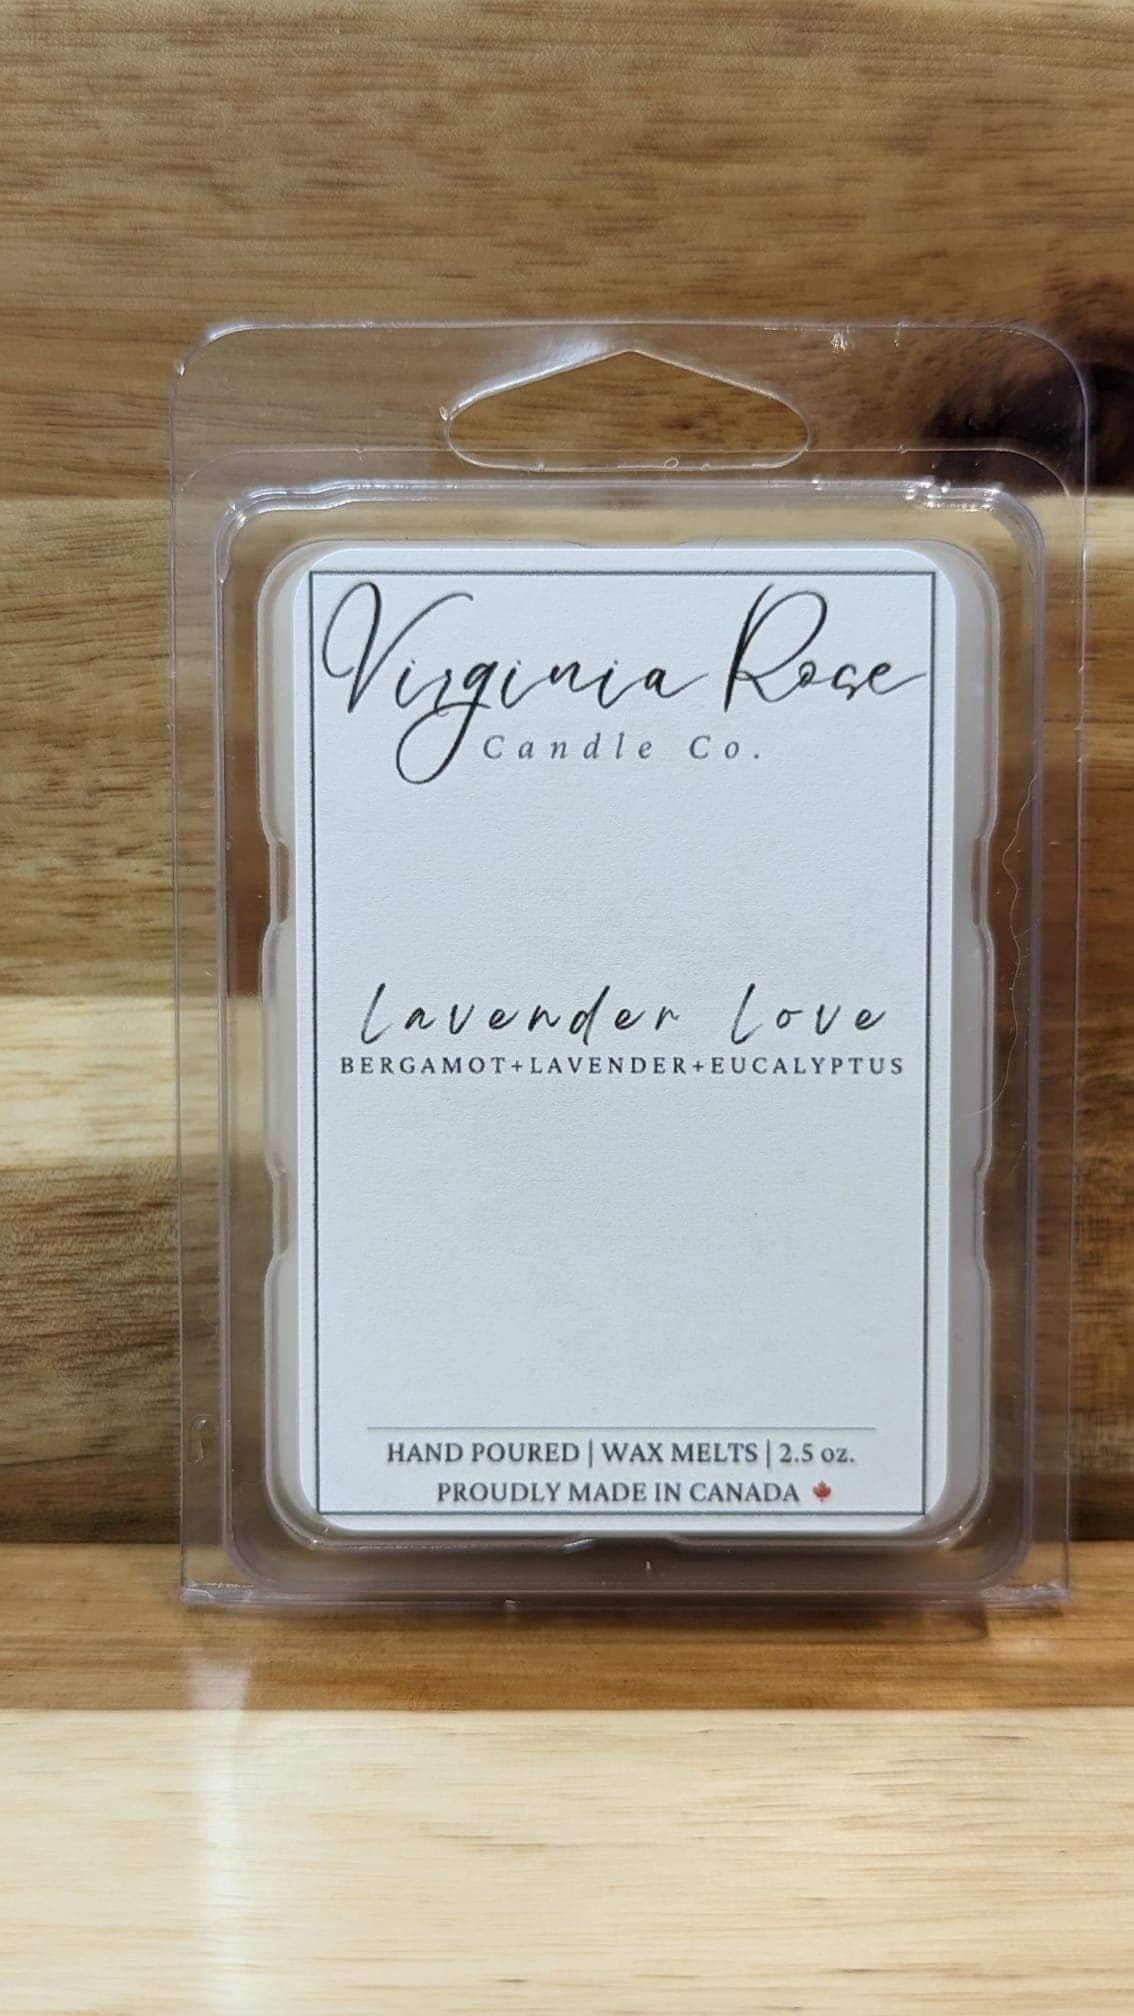 Virginia Rose
Candle Co.
Lavender Love
BERGAMOT+LAVENDER+EUCALYPTUS
HAND POURED | WAX MELTS | 2.5 oz.
PROUDLY MADE IN CANADA